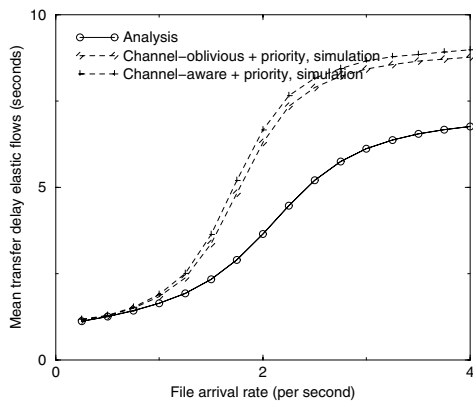 10
Analysis
Channel-oblivious + priority, simulation
Channel-aware + priority, simulation
Mean transfer delay elastic flows (seconds)
5
0
0
2
4
File arrival rate (per second)